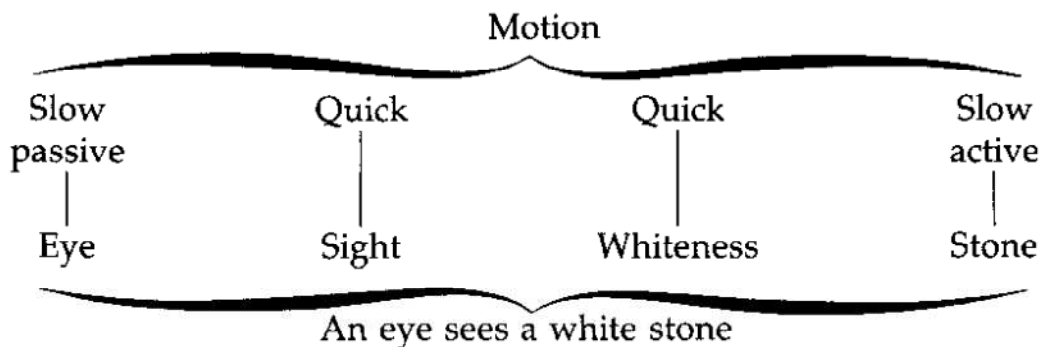 Motion
Slow Quick Quick Slow
passive active
Eye Sight Whiteness Stone
An eye sees a white stone